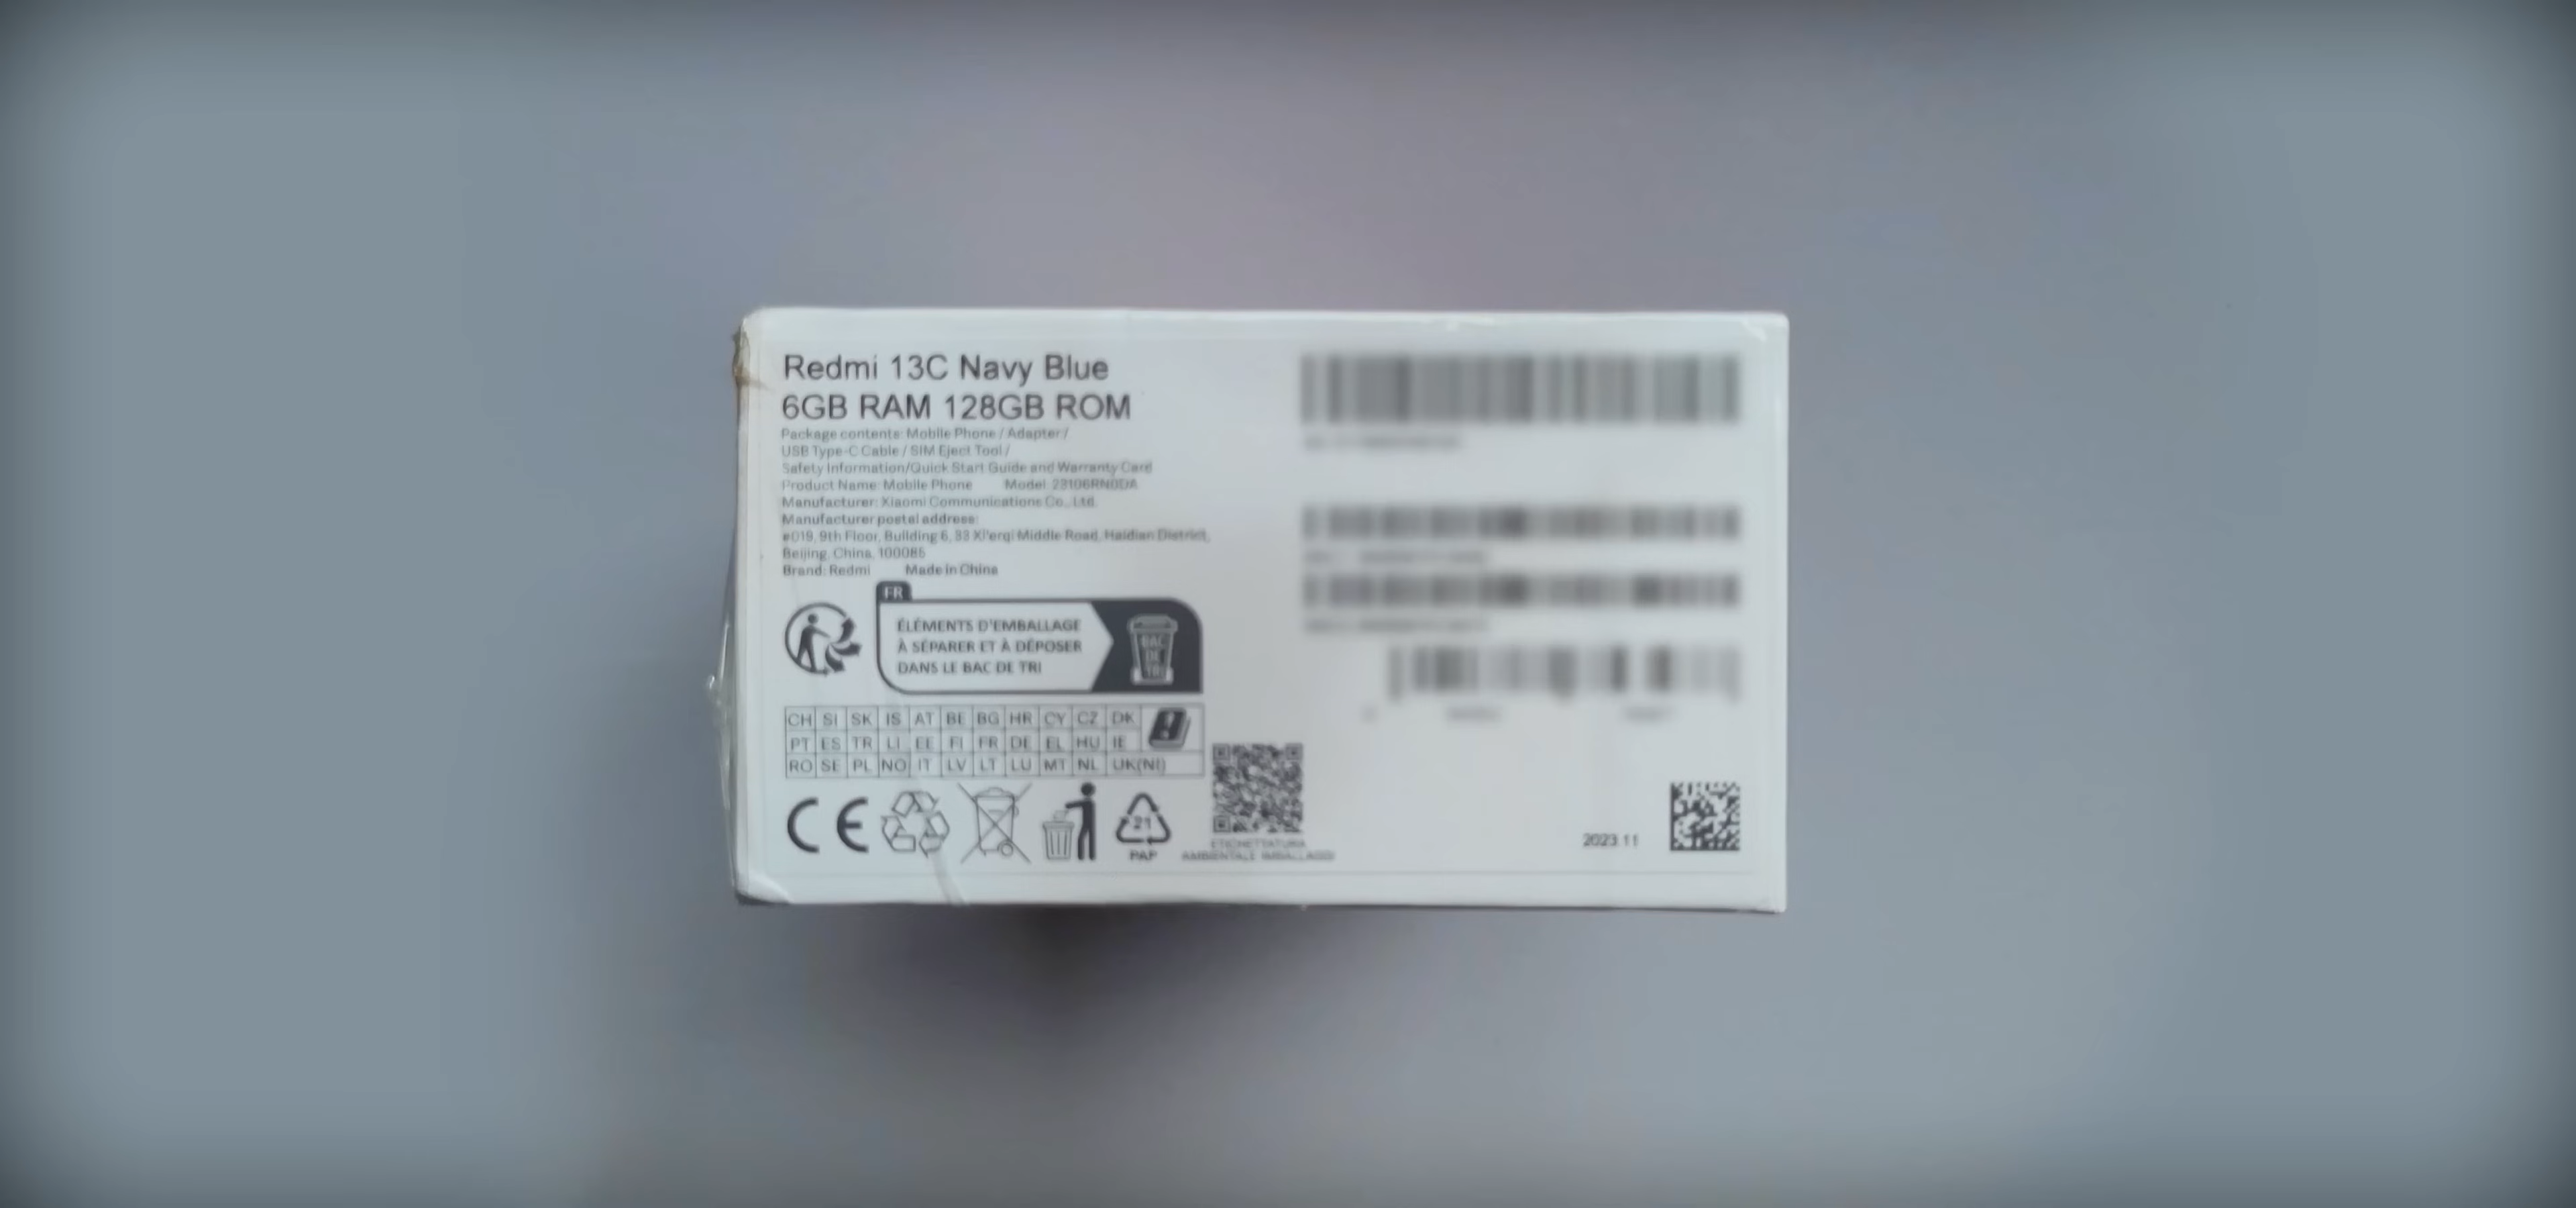 Redmi 13C Navy Blue
6GB RAM 128GB ROM
Package contents: Mobile Phone / Adapter /
USB Type-C Cable / SIM Eject Tool /
Safety Information/Quick Start Guide and Warranty Card
Product Name: Mobile Phone Model: 23106RN0DA
Manufacturer: Xiaomi Communications Co., Ltd.
Manufacturer postal address:
#019, 9th Floor, Building 6, 33 Xi'erqi Middle Road, Haidian District,
Beijing, China, 100085
Brand: Redmi Made in China
FR
ÉLÉMENTS D'EMBALLAGE
À SÉPARER ET À DÉPOSER
DANS LE BAC DE TRI
BAC
DE
TRI
CH SI SK IS AT BE BG HR CY CZ DK
PT ES TR LI EE FI FR DE EL HU IE
RO SE PL NO IT LV LT LU MT NL UK(NI)
CE
21
PAP
ETICHETTATURA
AMBIENTALE IMBALLAGGI
2023.11